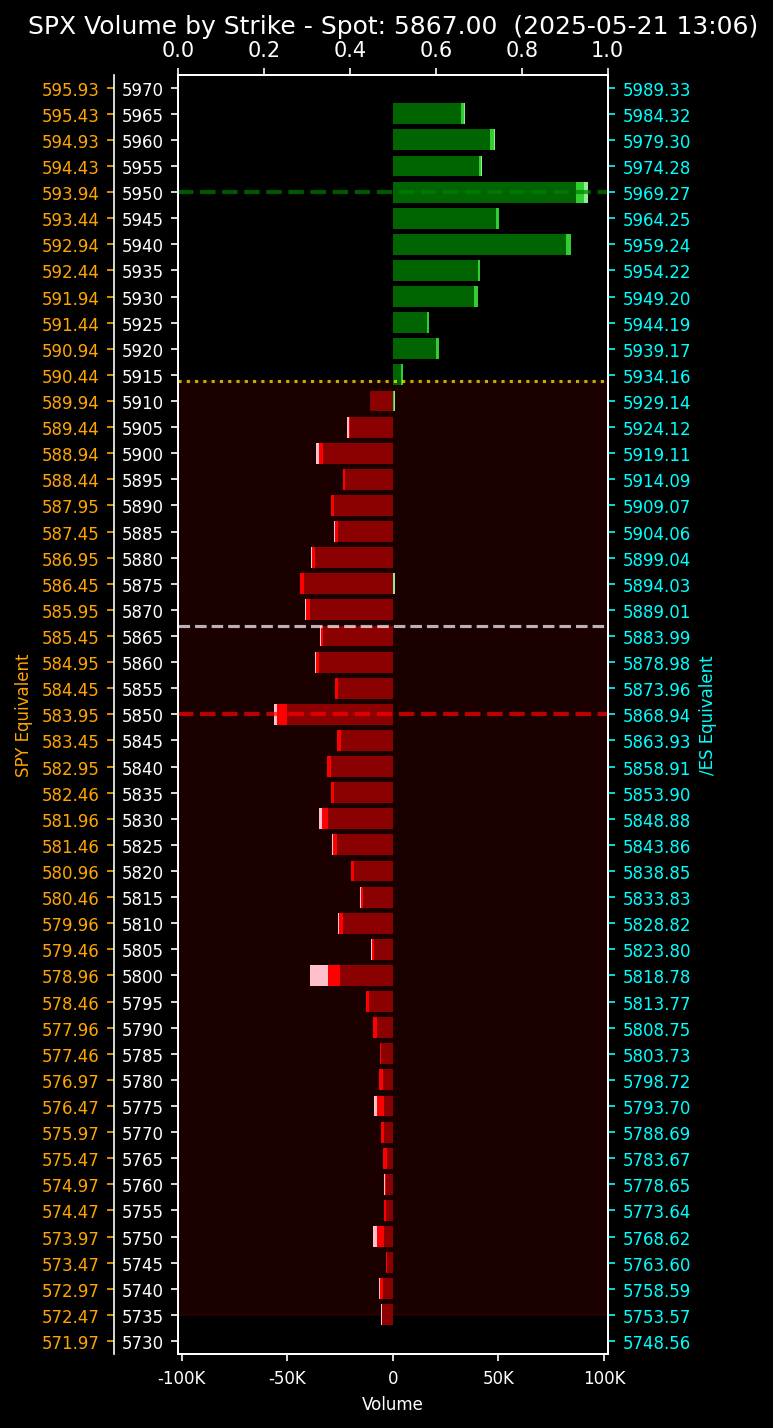 SPX Volume by Strike - Spot: 5867.00 (2025-05-21 13:06)
0.0 0.2 0.4 0.6 0.8 1.0
595.93 5970 5989.33
595.43 5965 5984.32
594.93 5960 5979.30
594.43 5955 5974.28
593.94 5950 5969.27
593.44 5945 5964.25
592.94 5940 5959.24
592.44 5935 5954.22
591.94 5930 5949.20
591.44 5925 5944.19
590.94 5920 5939.17
590.44 5915 5934.16
589.94 5910 5929.14
589.44 5905 5924.12
588.94 5900 5919.11
588.44 5895 5914.09
587.95 5890 5909.07
587.45 5885 5904.06
586.95 5880 5899.04
586.45 5875 5894.03
585.95 5870 5889.01
585.45 5865 5883.99
584.95 5860 5878.98
584.45 5855 5873.96
583.95 5850 5868.94
583.45 5845 5863.93
582.95 5840 5858.91
582.46 5835 5853.90
581.96 5830 5848.88
581.46 5825 5843.86
580.96 5820 5838.85
580.46 5815 5833.83
579.96 5810 5828.82
579.46 5805 5823.80
578.96 5800 5818.78
578.46 5795 5813.77
577.96 5790 5808.75
577.46 5785 5803.73
576.97 5780 5798.72
576.47 5775 5793.70
575.97 5770 5788.69
575.47 5765 5783.67
574.97 5760 5778.65
574.47 5755 5773.64
573.97 5750 5768.62
573.47 5745 5763.60
572.97 5740 5758.59
572.47 5735 5753.57
571.97 5730 5748.56
SPY Equivalent
/ES Equivalent
-100K -50K 0 50K 100K
Volume